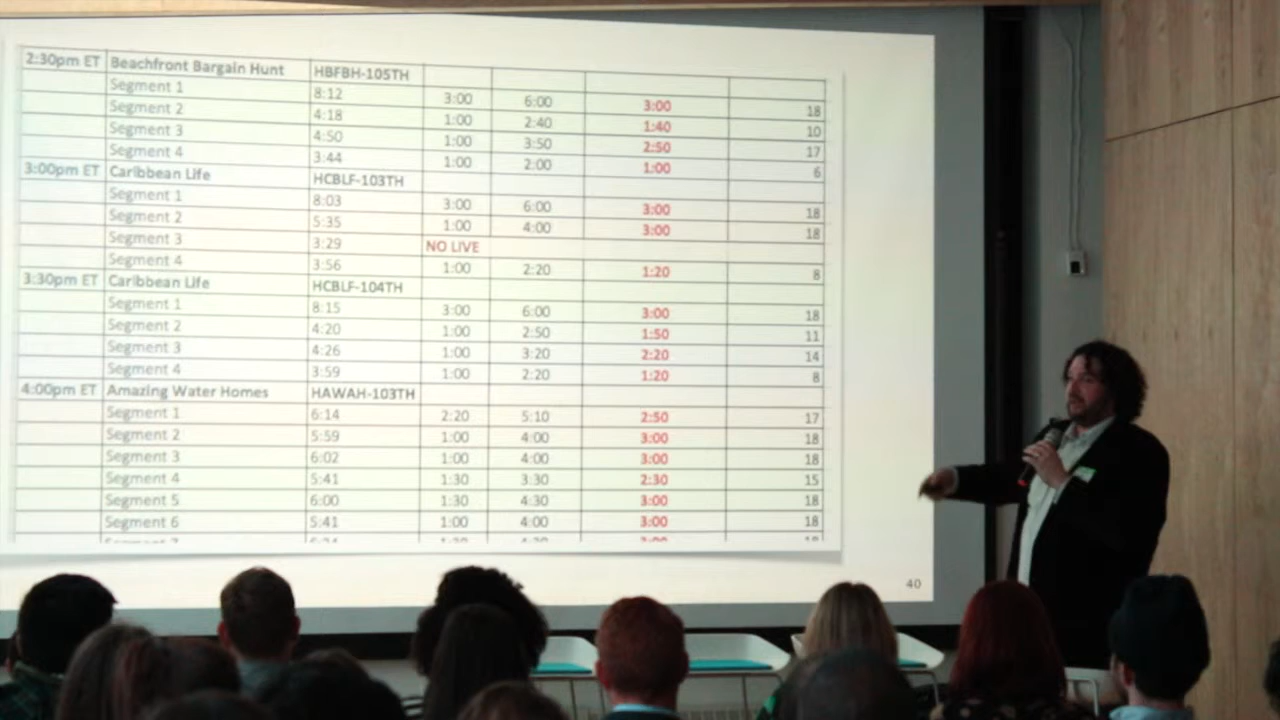 2:30pm ET Beachfront Bargain Hunt HBFBH-105TH
Segment 1 8:12 3:00 6:00 3:00 18
Segment 2 4:18 1:00 2:40 1:40 10
Segment 3 4:50 1:00 3:50 2:50 17
Segment 4 3:44 1:00 2:00 1:00 6
3:00pm ET Caribbean Life HCBLF-103TH
Segment 1 8:03 3:00 6:00 3:00 18
Segment 2 5:35 1:00 4:00 3:00 18
Segment 3 3:29 NO LIVE
Segment 4 3:56 1:00 2:20 1:20 8
3:30pm ET Caribbean Life HCBLF-104TH
Segment 1 8:15 3:00 6:00 3:00 18
Segment 2 4:20 1:00 2:50 1:50 11
Segment 3 4:26 1:00 3:20 2:20 14
Segment 4 3:59 1:00 2:20 1:20 8
4:00pm ET Amazing Water Homes HAWAH-103TH
Segment 1 6:14 2:20 5:10 2:50 17
Segment 2 5:59 1:00 4:00 3:00 18
Segment 3 6:02 1:00 4:00 3:00 18
Segment 4 5:41 1:30 3:30 2:30 15
Segment 5 6:00 1:30 4:30 3:00 18
Segment 6 5:41 1:00 4:00 3:00 18
40